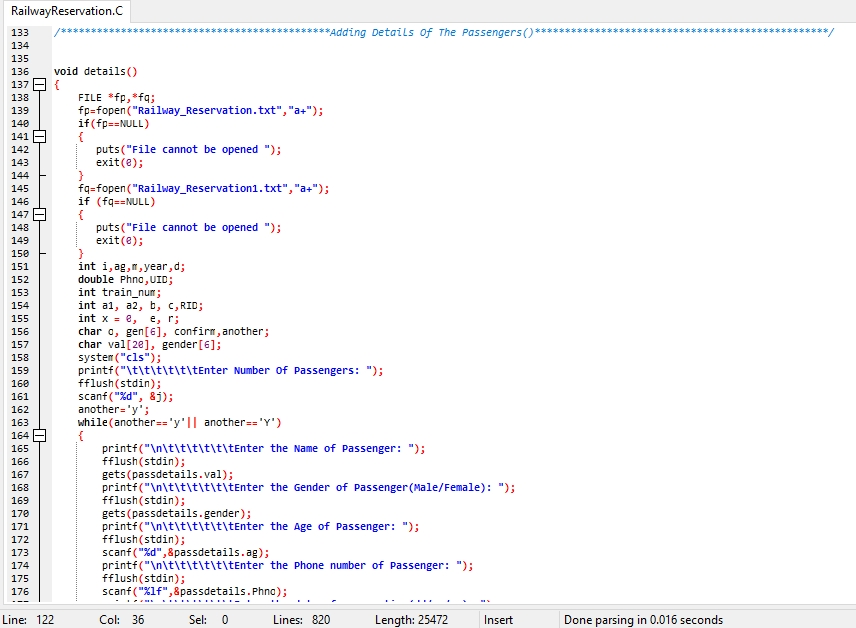 RailwayReservation.C
133 /*********************************************Adding Details Of The Passengers()*************************************************/
134
135
136 void details()
137 {
138 FILE *fp,*fq;
139 fp=fopen("Railway_Reservation.txt","a+");
140 if(fp==NULL)
141 {
142 puts("File cannot be opened ");
143 exit(0);
144 }
145 fq=fopen("Railway_Reservation1.txt","a+");
146 if (fq==NULL)
147 {
148 puts("File cannot be opened ");
149 exit(0);
150 }
151 int i,ag,m,year,d;
152 double Phno,UID;
153 int train_num;
154 int a1, a2, b, c,RID;
155 int x = 0, e, r;
156 char o, gen[6], confirm,another;
157 char val[20], gender[6];
158 system("cls");
159 printf("\t\t\t\t\t\tEnter Number Of Passengers: ");
160 fflush(stdin);
161 scanf("%d", &j);
162 another='y';
163 while(another=='y'|| another=='Y')
164 {
165 printf("\n\t\t\t\t\t\tEnter the Name of Passenger: ");
166 fflush(stdin);
167 gets(passdetails.val);
168 printf("\n\t\t\t\t\t\tEnter the Gender of Passenger(Male/Female): ");
169 fflush(stdin);
170 gets(passdetails.gender);
171 printf("\n\t\t\t\t\t\tEnter the Age of Passenger: ");
172 fflush(stdin);
173 scanf("%d",&passdetails.ag);
174 printf("\n\t\t\t\t\t\tEnter the Phone number of Passenger: ");
175 fflush(stdin);
176 scanf("%lf",&passdetails.Phno);
Line: 122 Col: 36 Sel: 0 Lines: 820 Length: 25472 Insert Done parsing in 0.016 seconds